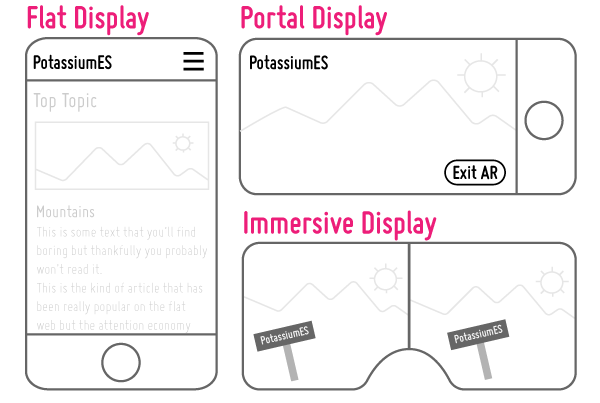 Flat Display
PotassiumES
Top Topic
Mountains
This is some text that you'll find
boring but thankfully you probably
won't read it.
This is the kind of article that has
been really popular on the flat
web but the attention economy
Portal Display
PotassiumES
Exit AR
Immersive Display
PotassiumES
PotassiumES